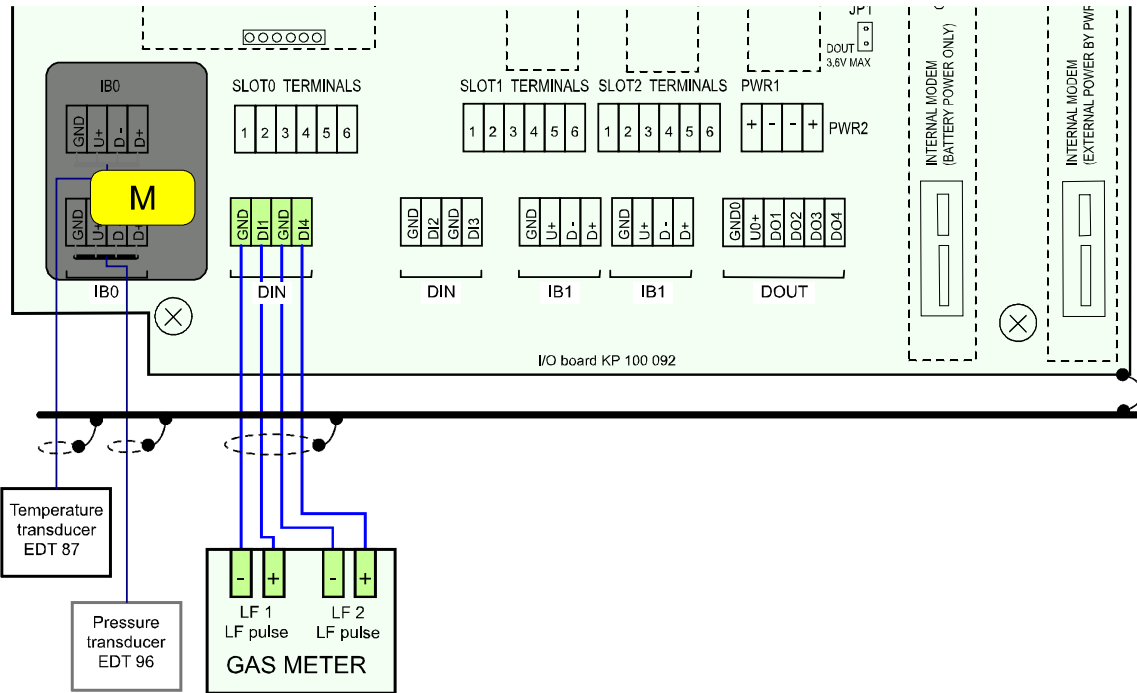 JP1
DOUT
3,6V MAX
INTERNAL MODEM
(BATTERY POWER ONLY)
INTERNAL MODEM
(EXTERNAL POWER BY PWR
IB0
GND
U+
D-
D+
SLOT0 TERMINALS
1 2 3 4 5 6
SLOT1 TERMINALS
1 2 3 4 5 6
SLOT2 TERMINALS
1 2 3 4 5 6
PWR1
+ - - +
PWR2
M
GND
U+
D
D+
IB0
GND
DI1
GND
DI4
DIN
GND
DI2
GND
DI3
DIN
GND
U+
D-
D+
IB1
GND
U+
D-
D+
IB1
GND0
U0+
DO1
DO2
DO3
DO4
DOUT
I/O board KP 100 092
Temperature
transducer
EDT 87
Pressure
transducer
EDT 96
- + - +
LF 1
LF pulse
LF 2
LF pulse
GAS METER